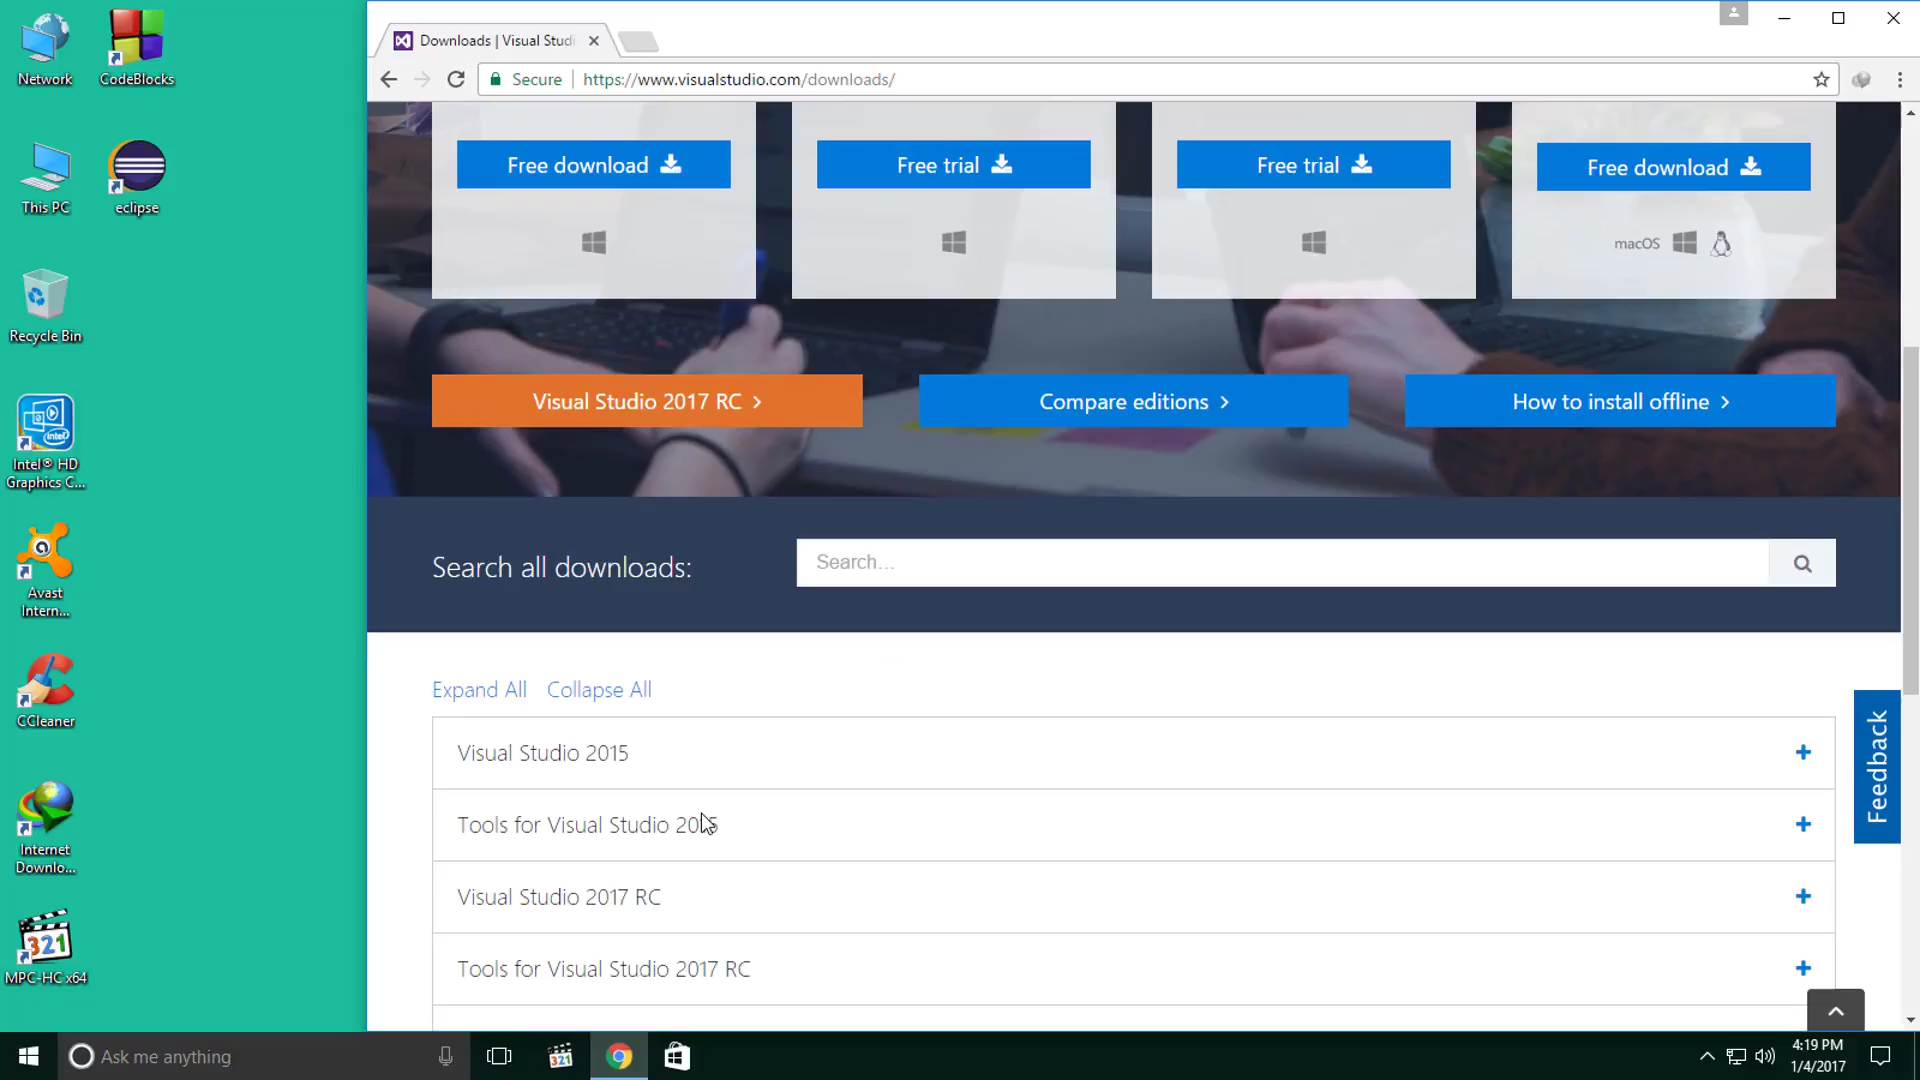 Network
CodeBlocks
This PC
eclipse
Recycle Bin
Intel® HD
Graphics C...
Avast
Intern...
CCleaner
Internet
Downlo...
321
MPC-HC x64
Downloads | Visual Studi
Secure
https://www.visualstudio.com/downloads/
Free download
Free trial
Free trial
Free download
macOS
Visual Studio 2017 RC
Compare editions
How to install offline
Search all downloads:
Search...
Expand All
Collapse All
Visual Studio 2015
Tools for Visual Studio 2015
Visual Studio 2017 RC
Tools for Visual Studio 2017 RC
Feedback
Ask me anything
321
4:19 PM
1/4/2017